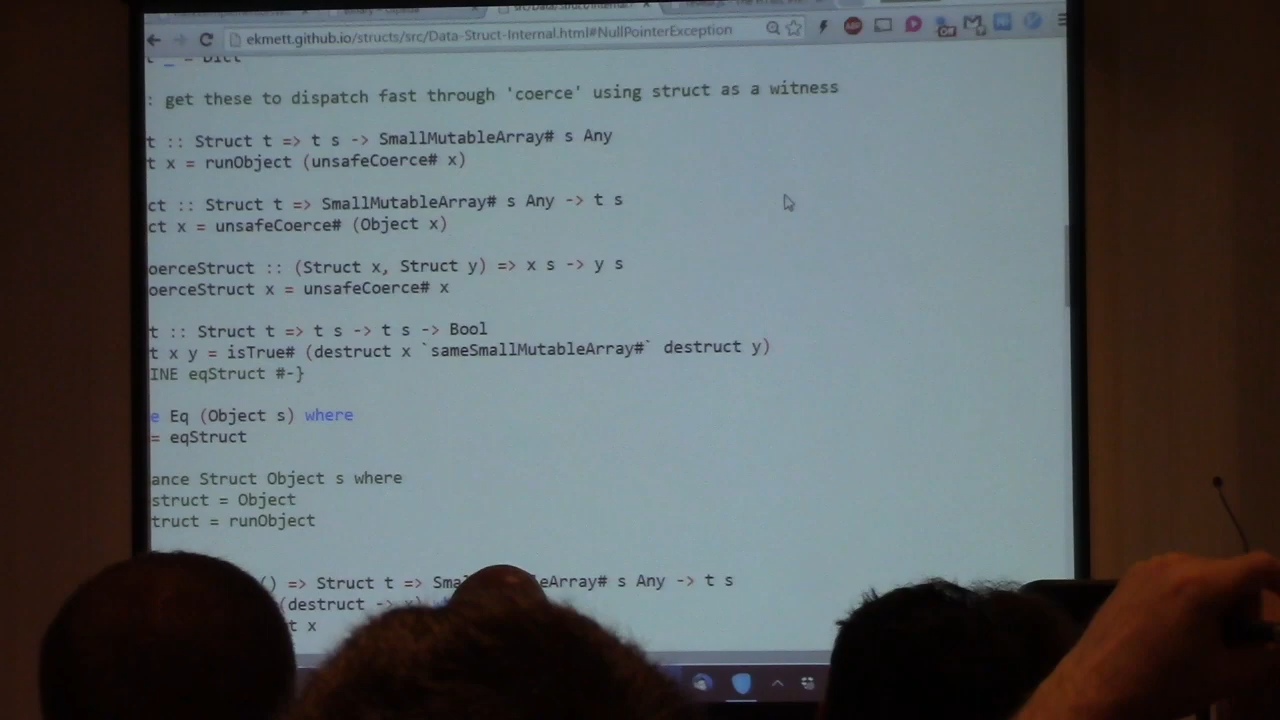 ekmett.github.io/structs/src/Data-Struct-Internal.html#NullPointerException
t _ = Dict
: get these to dispatch fast through 'coerce' using struct as a witness
t :: Struct t => t s -> SmallMutableArray# s Any
t x = runObject (unsafeCoerce# x)
ct :: Struct t => SmallMutableArray# s Any -> t s
ct x = unsafeCoerce# (Object x)
oerceStruct :: (Struct x, Struct y) => x s -> y s
oerceStruct x = unsafeCoerce# x
t :: Struct t => t s -> t s -> Bool
t x y = isTrue# (destruct x `sameSmallMutableArray#` destruct y)
INE eqStruct #-}
e Eq (Object s) where
= eqStruct
ance Struct Object s where
struct = Object
truct = runObject
() => Struct t => Sma eArray# s Any -> t s
(destruct -> x)
t x